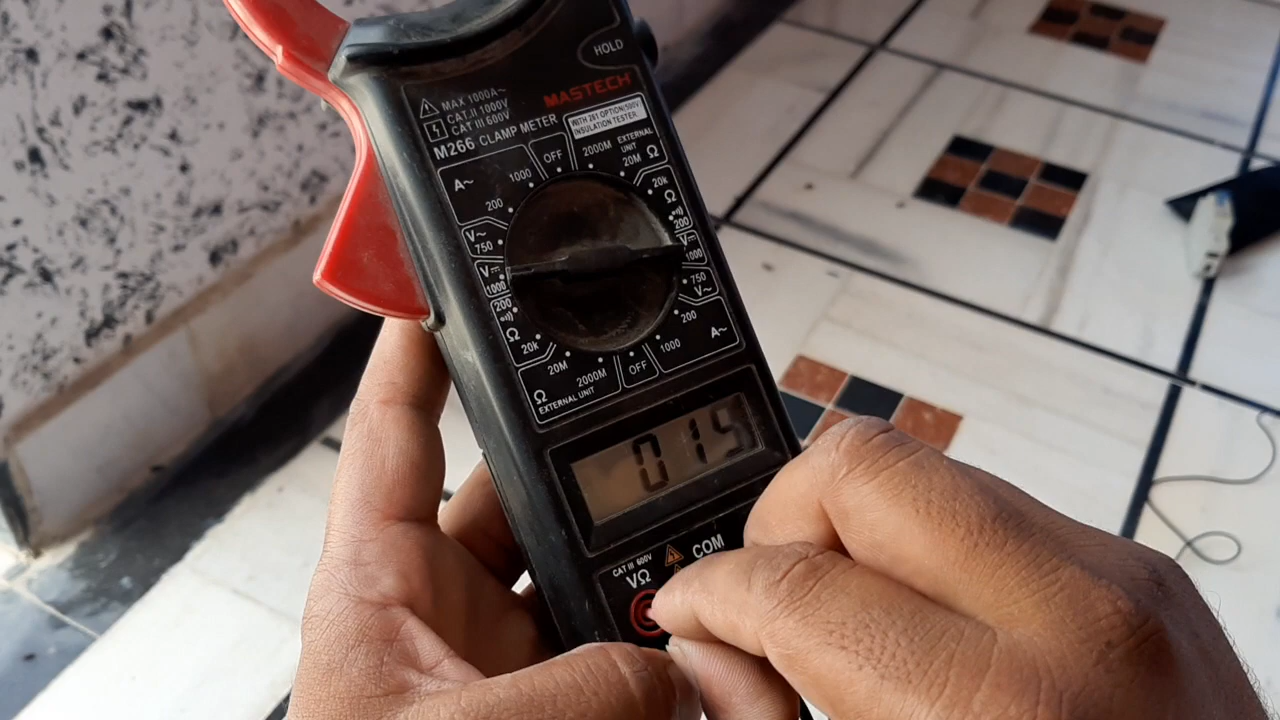 HOLD
MASTECH
MAX 1000A~
CAT.II 1000V
CAT III 600V
M266 CLAMP METER
WITH 261 OPTION(500V
INSULATION TESTER
OFF
2000M
EXTERNAL
UNIT
20M Ω
A~ 1000
200
20k
Ω
200
V~
750
V⎓
1000
V⎓
1000
200
Ω
20k
750
V~
200
A~
1000
20M
2000M
Ω
EXTERNAL UNIT
OFF
015
CAT III 600V
VΩ
COM